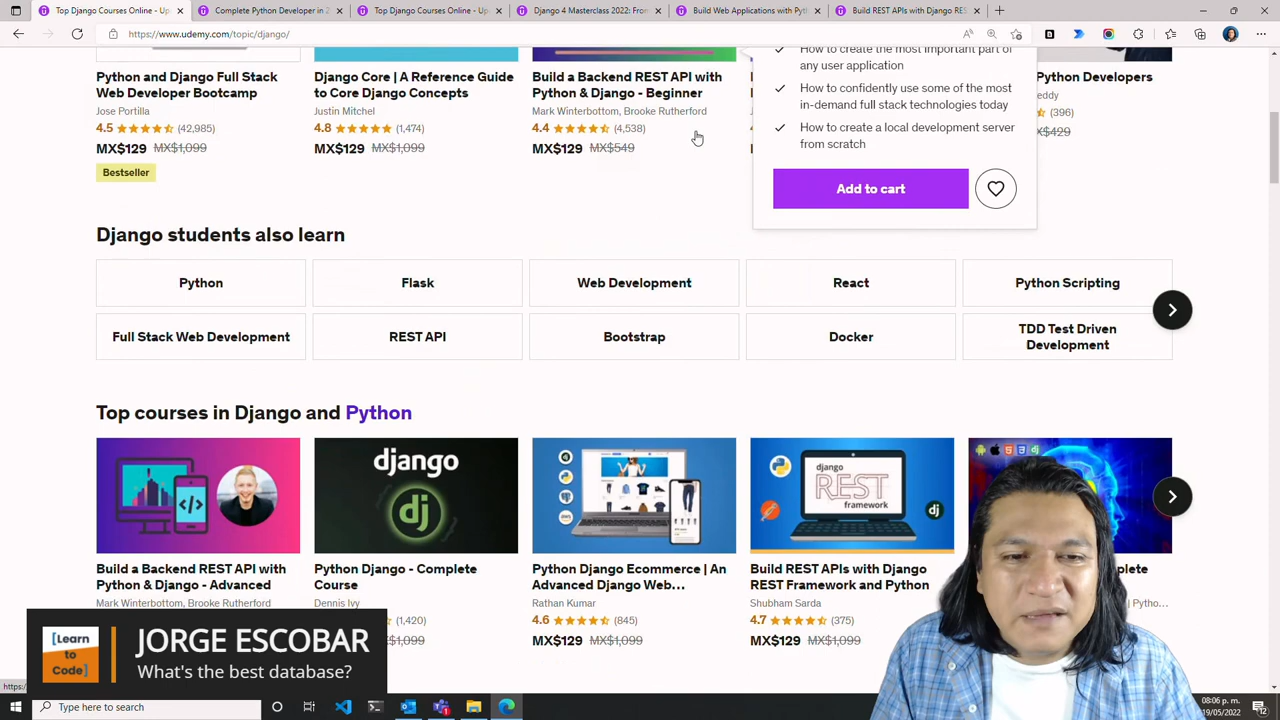 Top Django Courses Online - Up
Complete Python Developer in 2
Top Django Courses Online - Up
Django 4 Masterclass 2022: Fro
Build Web Applications with Pyth
Build REST APIs with Django RES
https://www.udemy.com/topic/django/
How to create the most important part of
any user application
How to confidently use some of the most
in-demand full stack technologies today
How to create a local development server
from scratch
Add to cart
Python and Django Full Stack
Web Developer Bootcamp
Jose Portilla
4.5 (42,985)
MX$129 MX$1,099
Bestseller
Django Core | A Reference Guide
to Core Django Concepts
Justin Mitchel
4.8 (1,474)
MX$129 MX$1,099
Build a Backend REST API with
Python & Django - Beginner
Mark Winterbottom, Brooke Rutherford
4.4 (4,538)
MX$129 MX$549
Python Developers
eddy
(396)
MX$429
Django students also learn
Python
Flask
Web Development
React
Python Scripting
Full Stack Web Development
REST API
Bootstrap
Docker
TDD Test Driven
Development
Top courses in Django and Python
django
dj
django
REST
framework
dj
Build a Backend REST API with
Python & Django - Advanced
Mark Winterbottom, Brooke Rutherford
Python Django - Complete
Course
Dennis Ivy
(1,420)
MX$1,099
Python Django Ecommerce | An
Advanced Django Web...
Rathan Kumar
4.6 (845)
MX$129 MX$1,099
Build REST APIs with Django
REST Framework and Python
Shubham Sarda
4.7 (375)
MX$129 MX$1,099
plete
| Pytho...
[Learn
to
Code]
JORGE ESCOBAR
What's the best database?
https:/
Type here to search
08:06 p. m.
19/05/2022
12